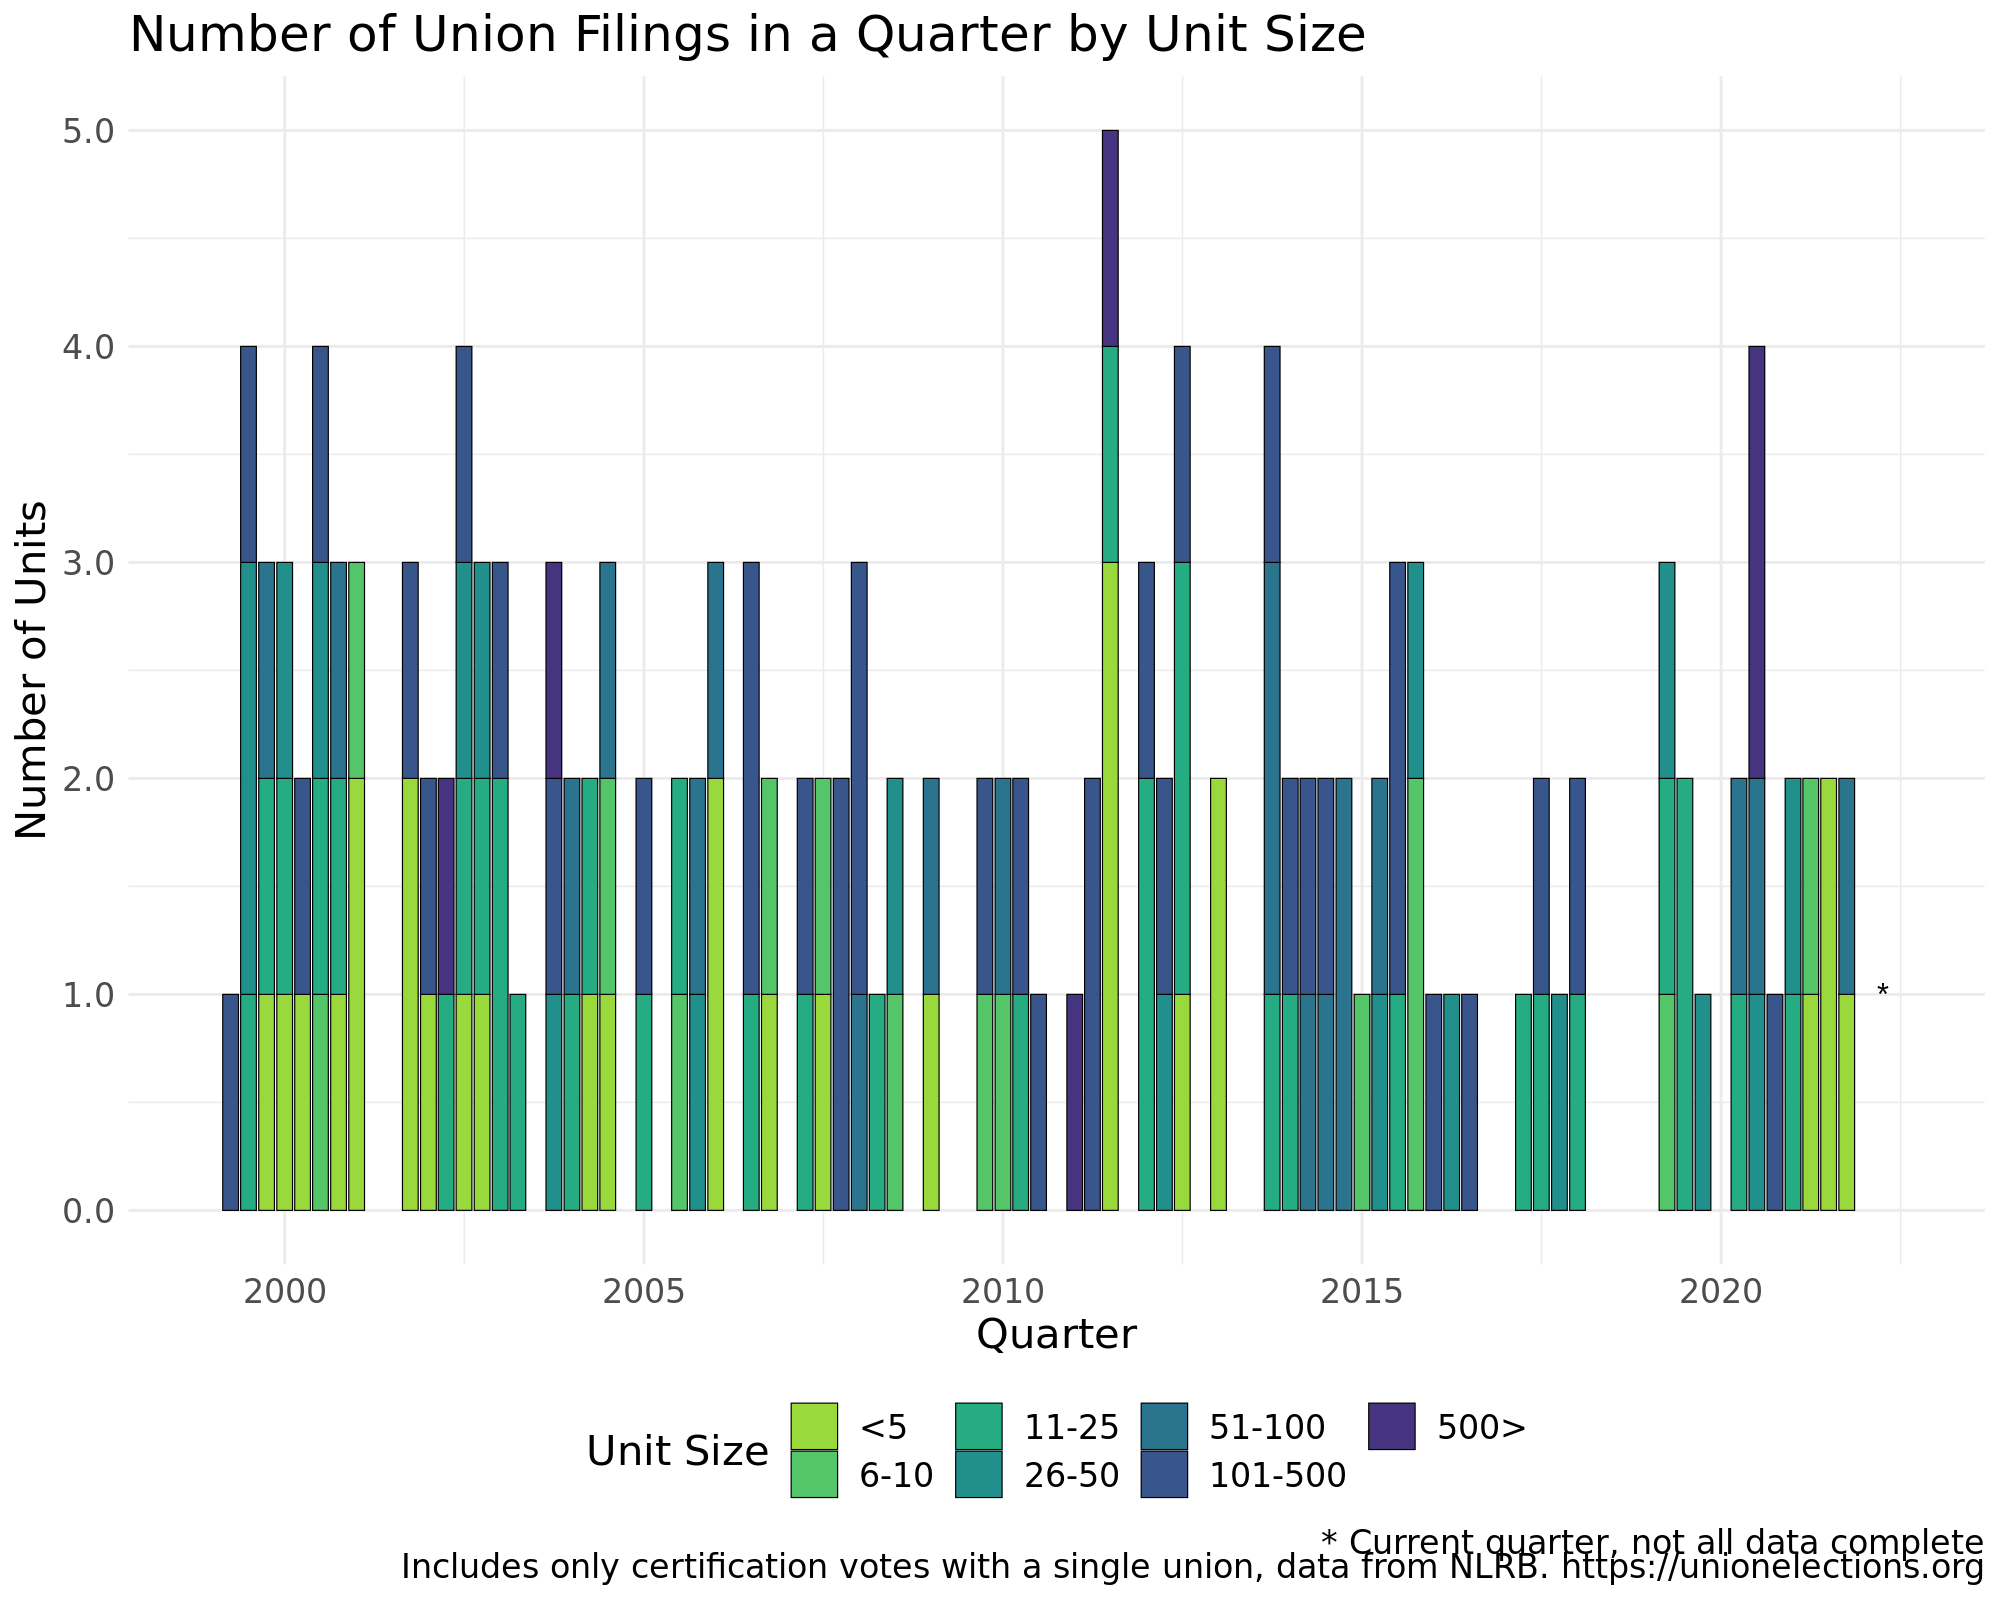 Number of Union Filings in a Quarter by Unit Size
Number of Units
5.0
4.0
3.0
2.0
1.0
0.0
*
2000 2005 2010 2015 2020
Quarter
Unit Size
<5 11-25 51-100 500>
6-10 26-50 101-500
* Current quarter, not all data complete
Includes only certification votes with a single union, data from NLRB. https://unionelections.org